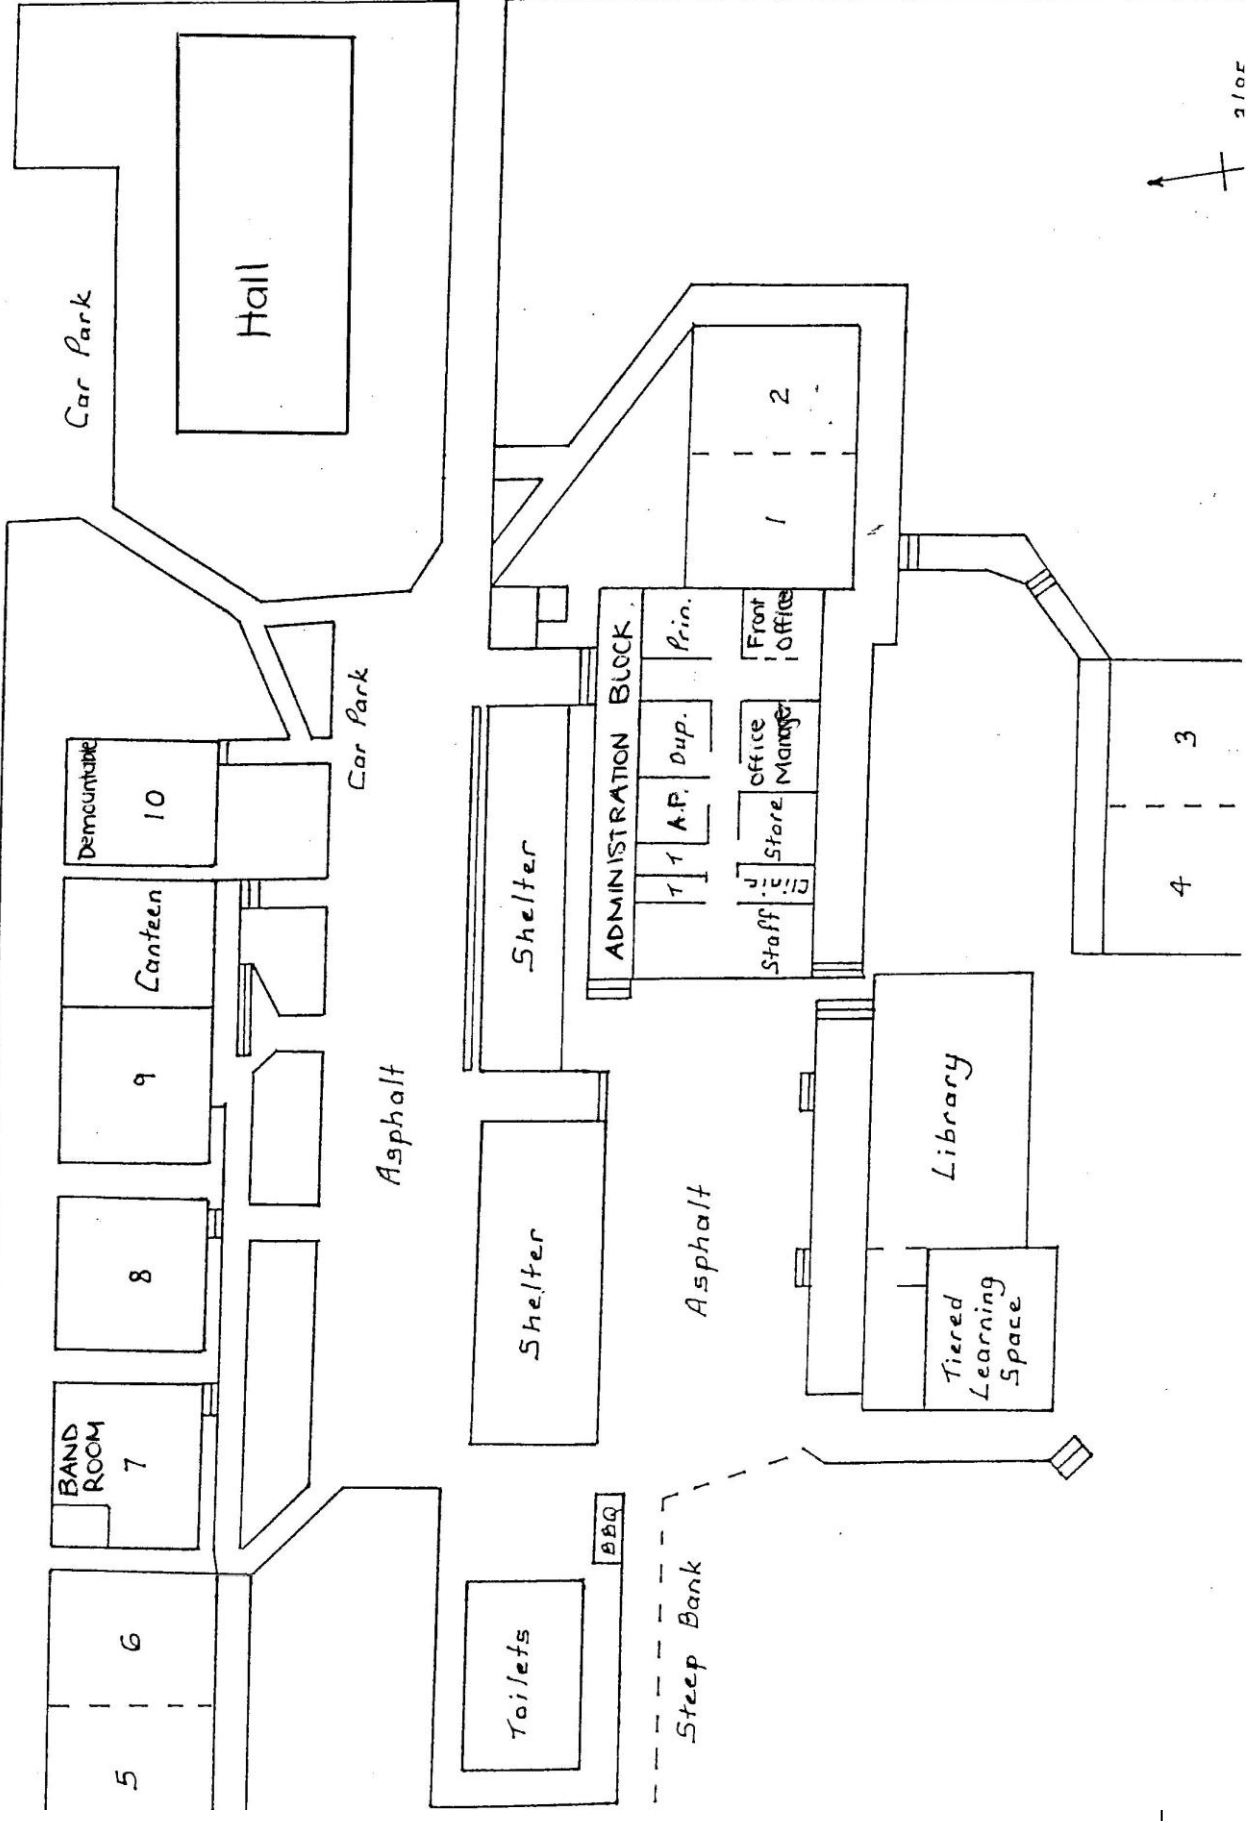 5
6
BAND
ROOM
7
8
9
Canteen
Demountable
10
Car Park
Hall
Car Park
Asphalt
Toilets
BBQ
Shelter
Shelter
Steep Bank
Asphalt
ADMINISTRATION BLOCK.
T
T
A.P.
Dup.
Prin.
Staff
Clinic
Store
Office
Manager
Front
Office
1
2
Tiered
Learning
Space
Library
4
3